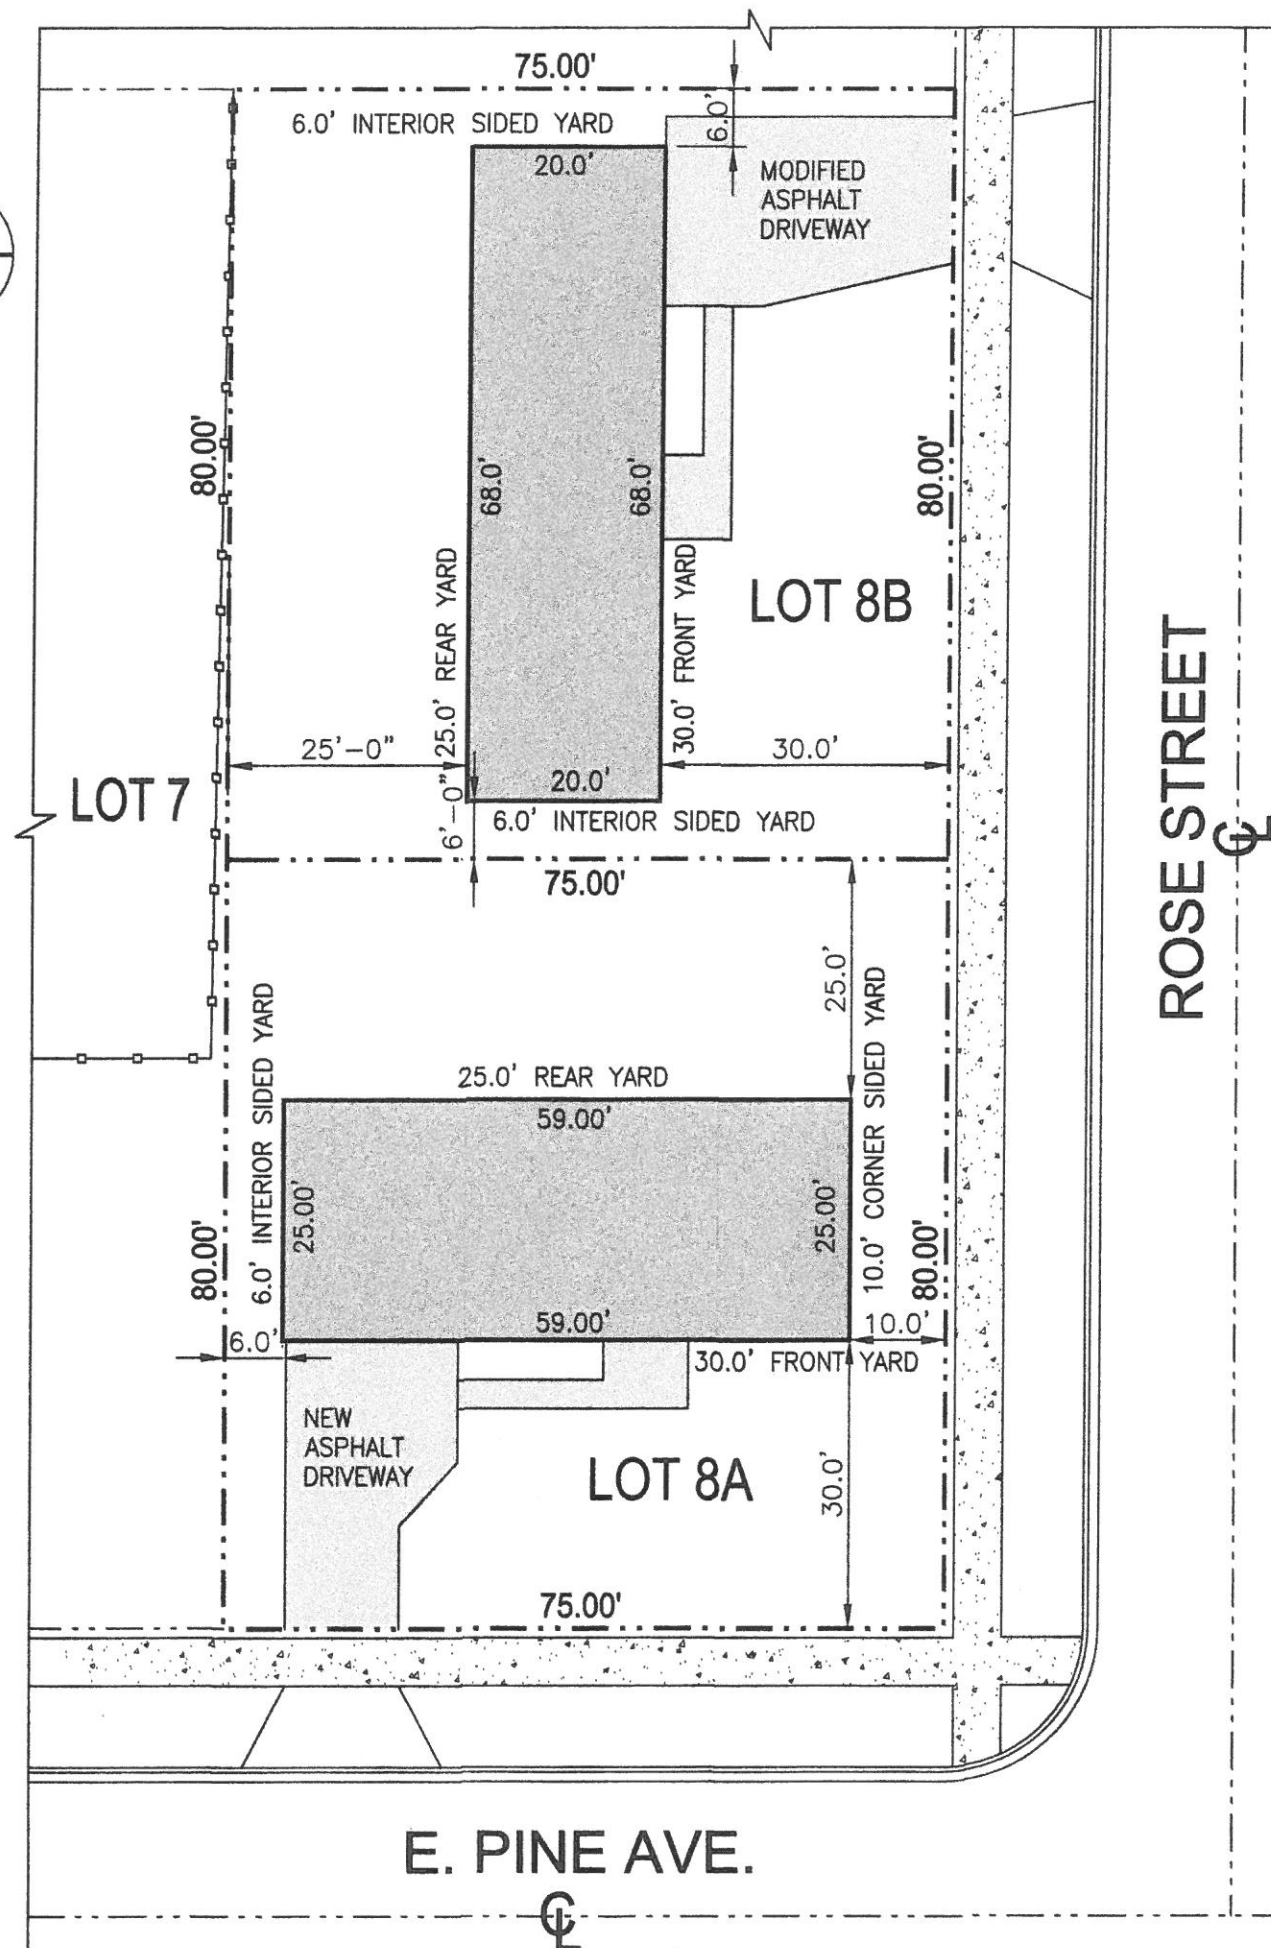 75.00'
6.0' INTERIOR SIDED YARD
6.0'
20.0'
MODIFIED
ASPHALT
DRIVEWAY
80.00'
68.0'
68.0'
80.00'
25.0' REAR YARD
30.0' FRONT YARD
LOT 8B
ROSE STREET
25'-0"
30.0'
LOT 7
20.0'
6'-0"
6.0' INTERIOR SIDED YARD
CL
75.00'
25.0'
6.0' INTERIOR SIDED YARD
10.0' CORNER SIDED YARD
25.0' REAR YARD
59.00'
25.00'
25.00'
80.00'
80.00'
59.00'
10.0'
6.0'
30.0' FRONT YARD
NEW
ASPHALT
DRIVEWAY
LOT 8A
30.0'
75.00'
E. PINE AVE.
CL